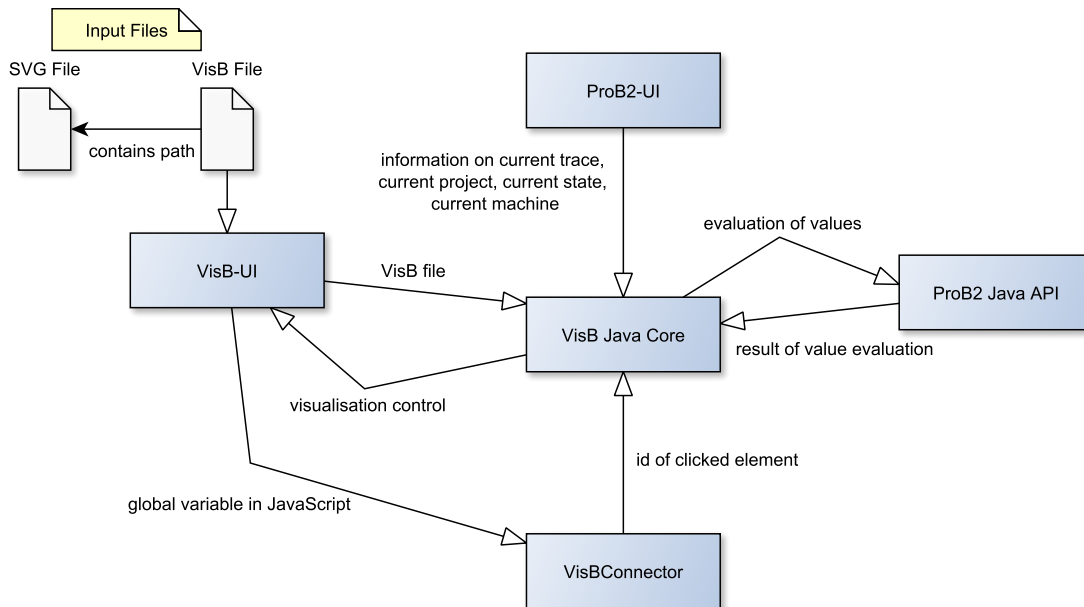 Input Files
SVG File
VisB File
contains path
ProB2-UI
information on current trace,
current project, current state,
current machine
evaluation of values
VisB-UI
VisB file
ProB2 Java API
VisB Java Core
result of value evaluation
visualisation control
id of clicked element
global variable in JavaScript
VisBConnector